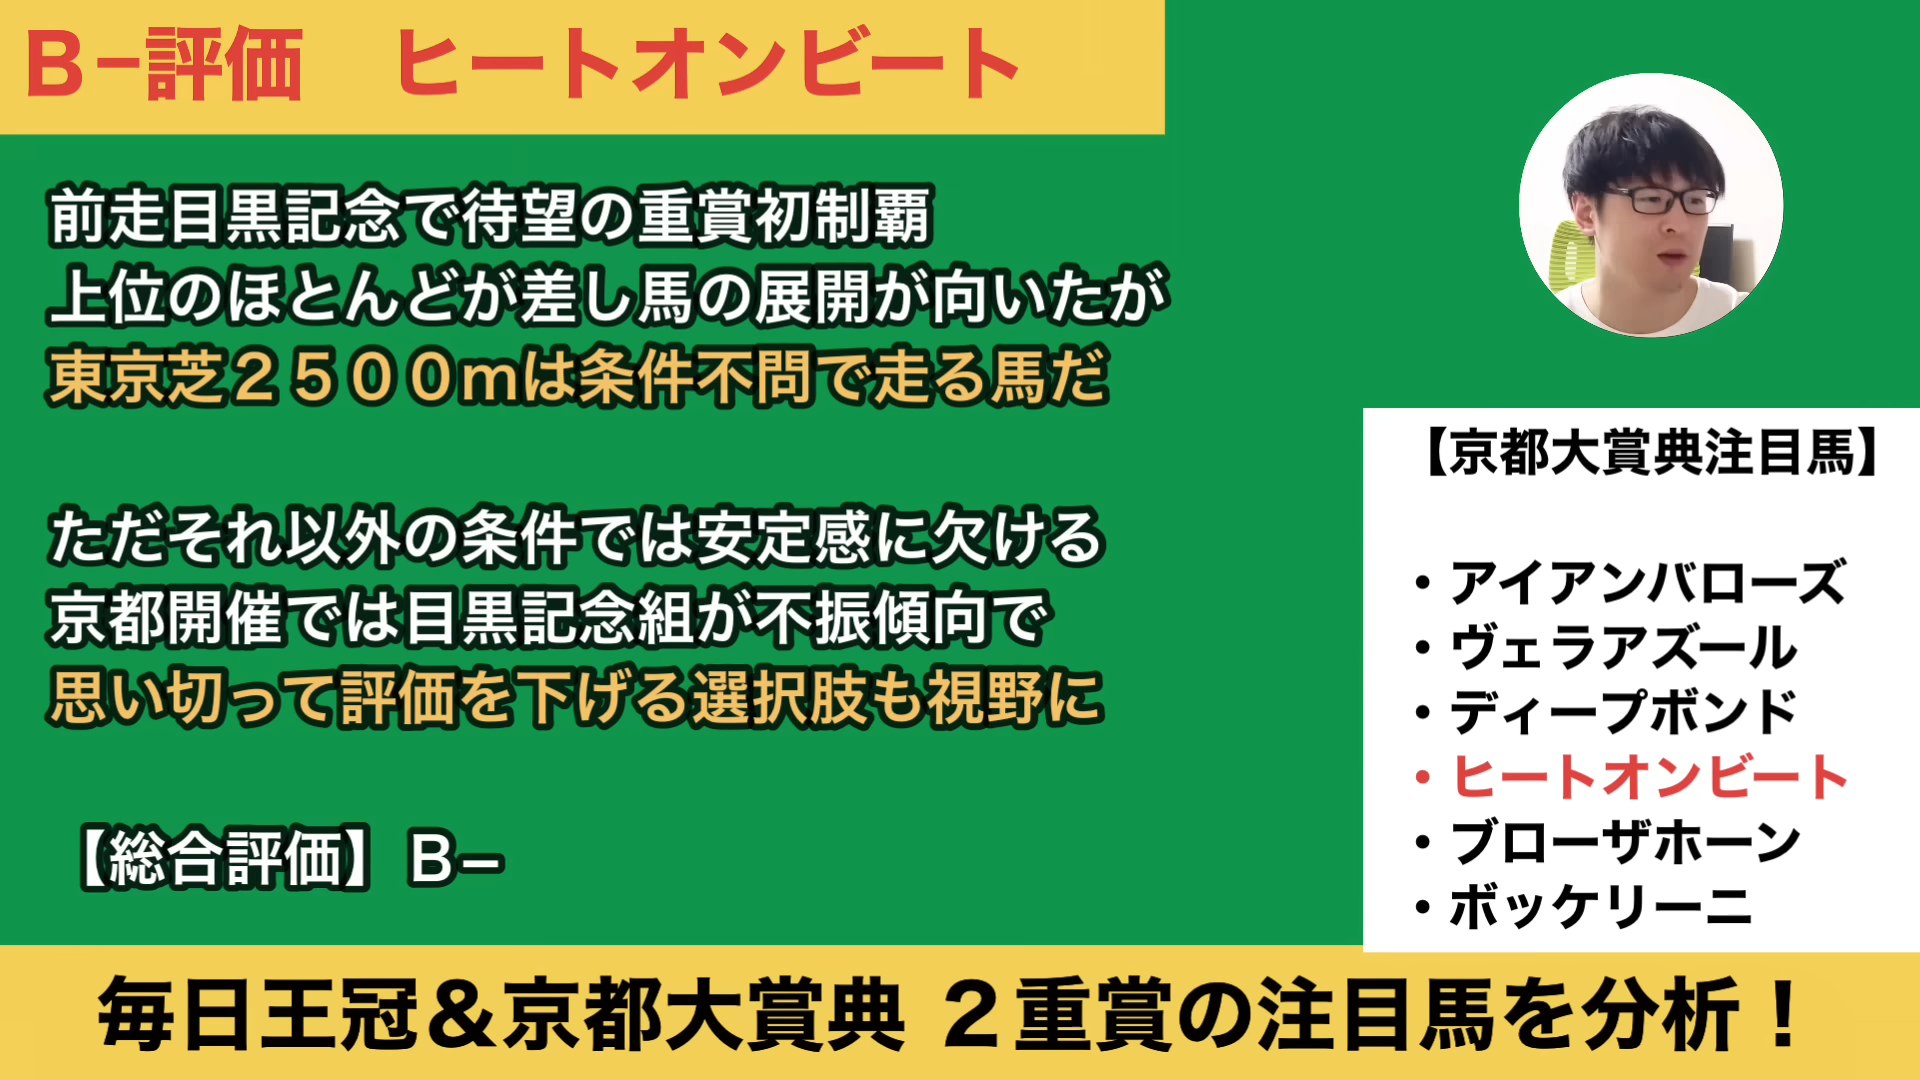 B−評価　ヒートオンビート
前走目黒記念で待望の重賞初制覇
上位のほとんどが差し馬の展開が向いたが
東京芝２５００ｍは条件不問で走る馬だ
ただそれ以外の条件では安定感に欠ける
京都開催では目黒記念組が不振傾向で
思い切って評価を下げる選択肢も視野に
【総合評価】B−
【京都大賞典注目馬】
・アイアンバローズ
・ヴェラアズール
・ディープボンド
・ヒートオンビート
・ブローザホーン
・ボッケリーニ
毎日王冠＆京都大賞典 ２重賞の注目馬を分析！